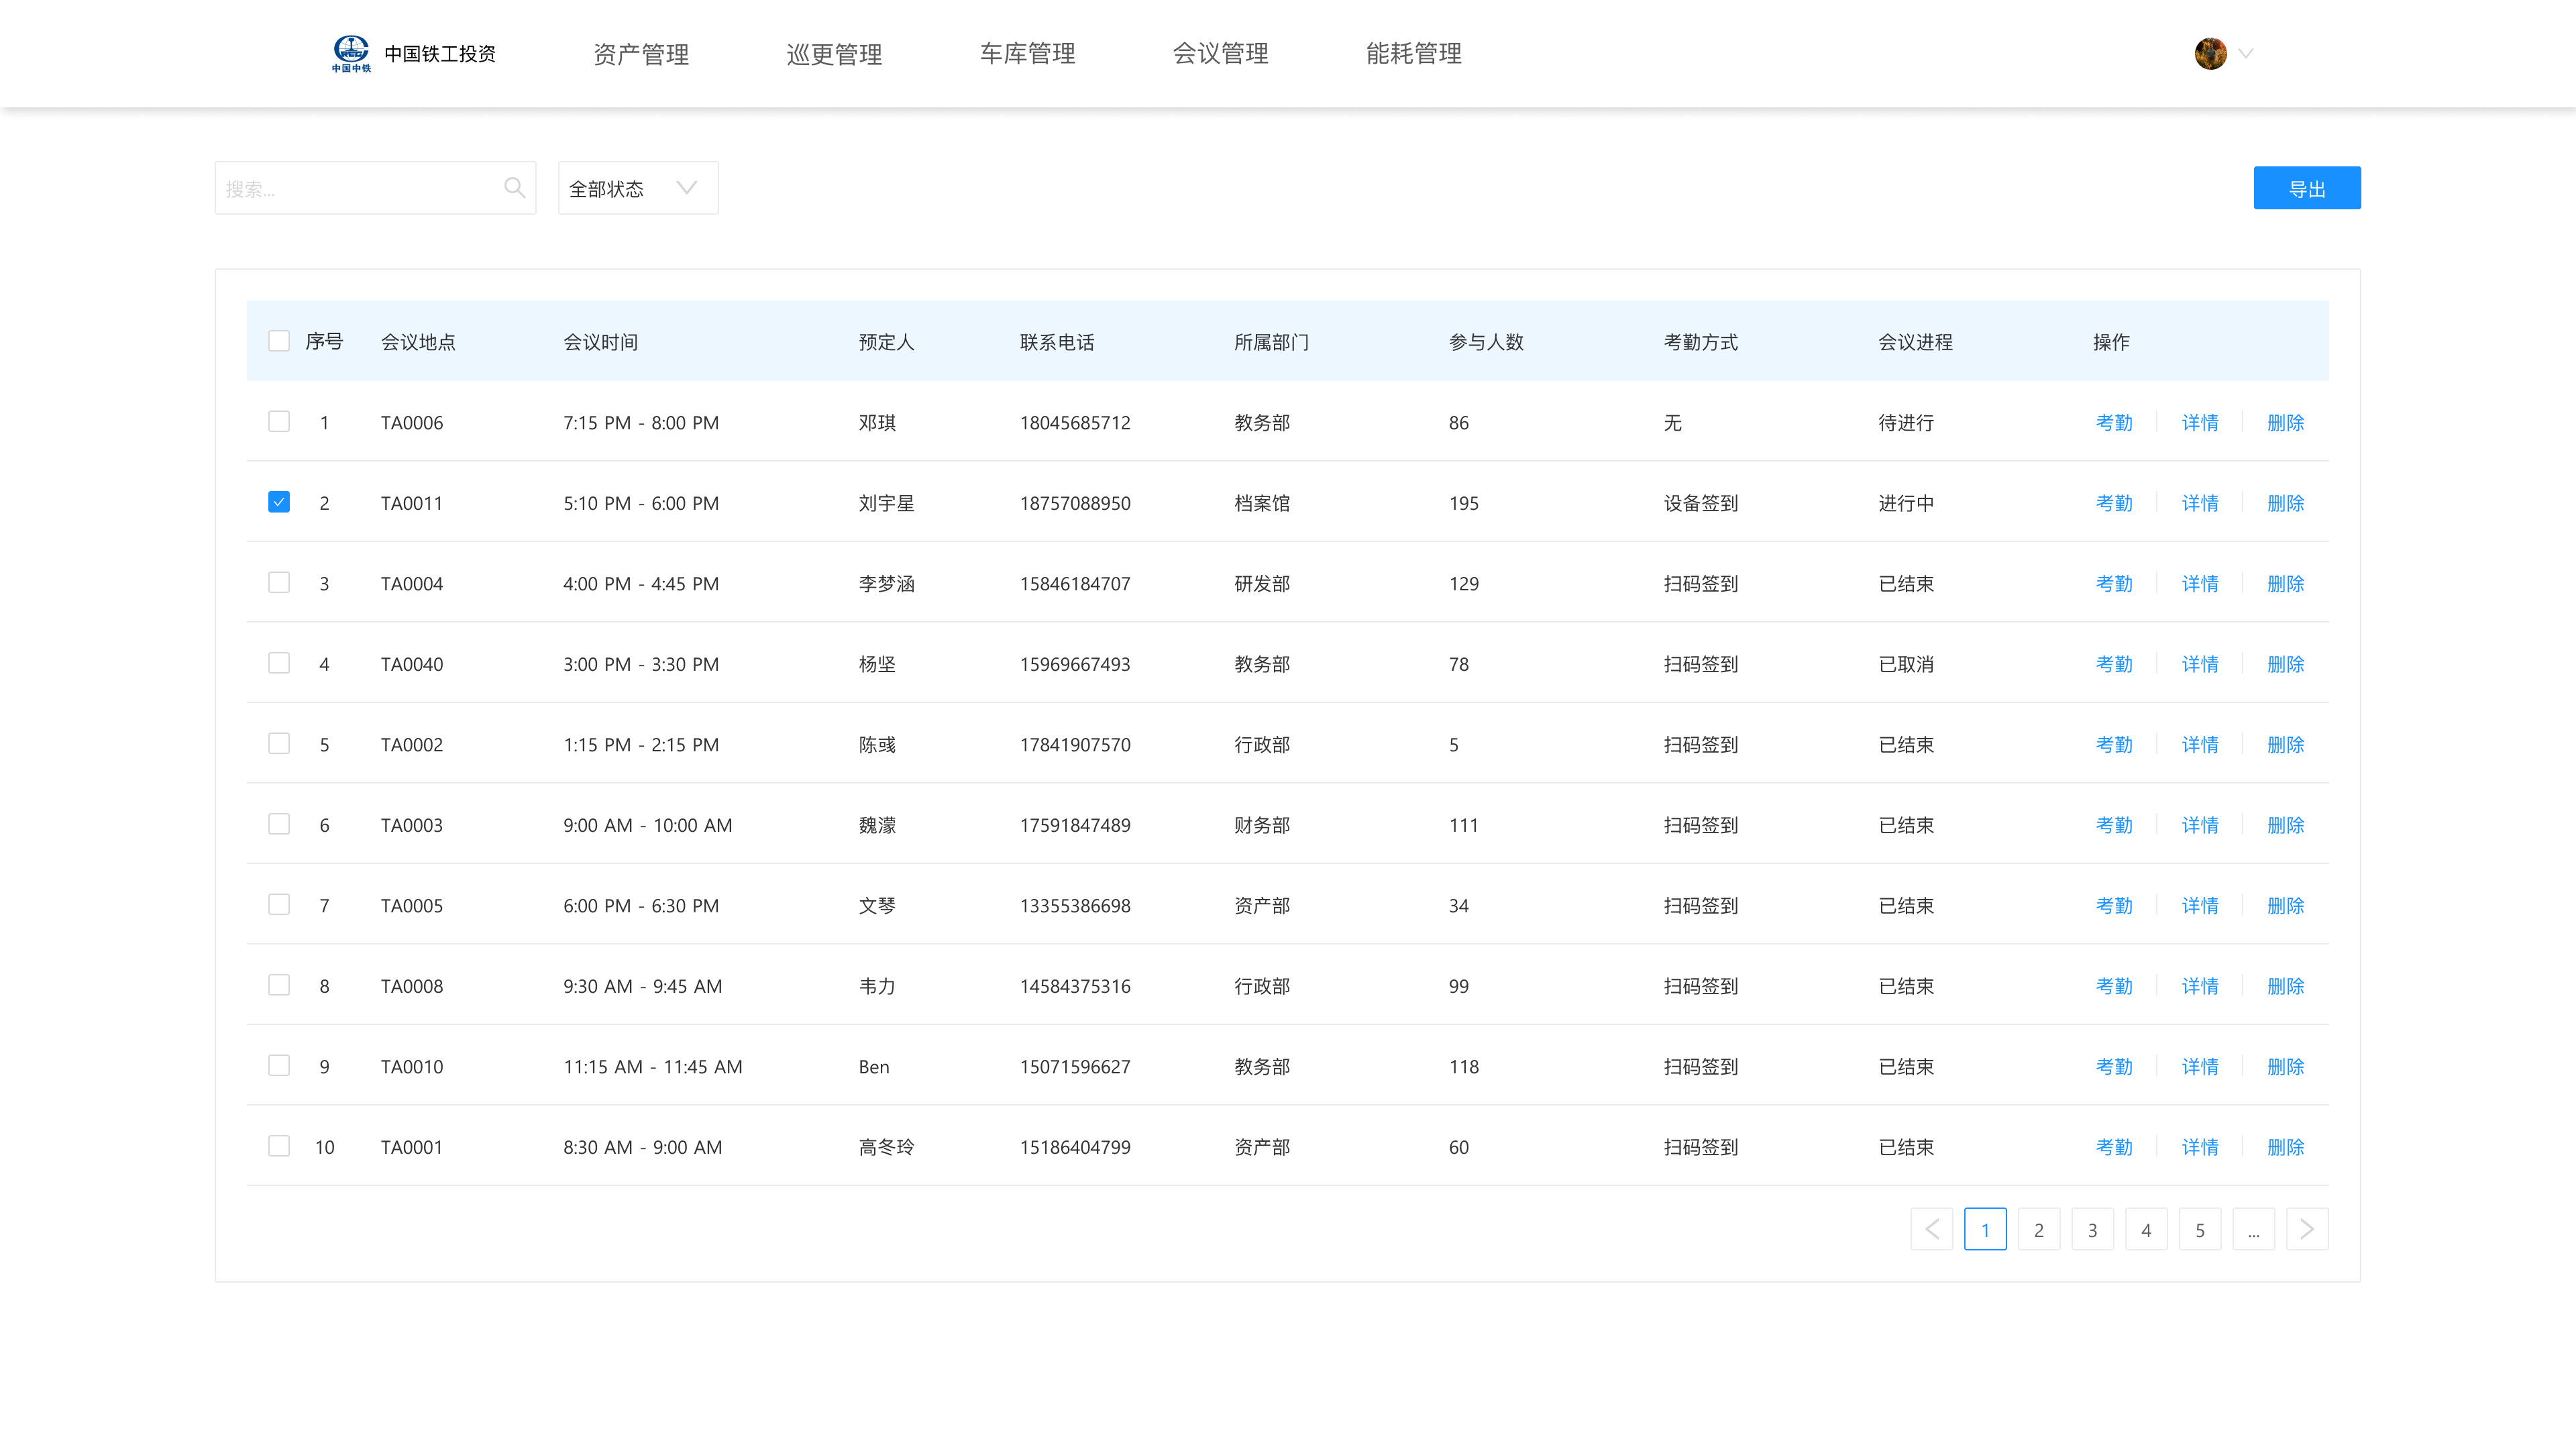 中国中铁 中国铁工投资 资产管理 巡更管理 车库管理 会议管理 能耗管理
搜索... 全部状态 导出
序号 会议地点 会议时间 预定人 联系电话 所属部门 参与人数 考勤方式 会议进程 操作
1 TA0006 7:15 PM - 8:00 PM 邓琪 18045685712 教务部 86 无 待进行 考勤 详情 删除
2 TA0011 5:10 PM - 6:00 PM 刘宇星 18757088950 档案馆 195 设备签到 进行中 考勤 详情 删除
3 TA0004 4:00 PM - 4:45 PM 李梦涵 15846184707 研发部 129 扫码签到 已结束 考勤 详情 删除
4 TA0040 3:00 PM - 3:30 PM 杨坚 15969667493 教务部 78 扫码签到 已取消 考勤 详情 删除
5 TA0002 1:15 PM - 2:15 PM 陈彧 17841907570 行政部 5 扫码签到 已结束 考勤 详情 删除
6 TA0003 9:00 AM - 10:00 AM 魏濛 17591847489 财务部 111 扫码签到 已结束 考勤 详情 删除
7 TA0005 6:00 PM - 6:30 PM 文琴 13355386698 资产部 34 扫码签到 已结束 考勤 详情 删除
8 TA0008 9:30 AM - 9:45 AM 韦力 14584375316 行政部 99 扫码签到 已结束 考勤 详情 删除
9 TA0010 11:15 AM - 11:45 AM Ben 15071596627 教务部 118 扫码签到 已结束 考勤 详情 删除
10 TA0001 8:30 AM - 9:00 AM 高冬玲 15186404799 资产部 60 扫码签到 已结束 考勤 详情 删除
1 2 3 4 5 ...